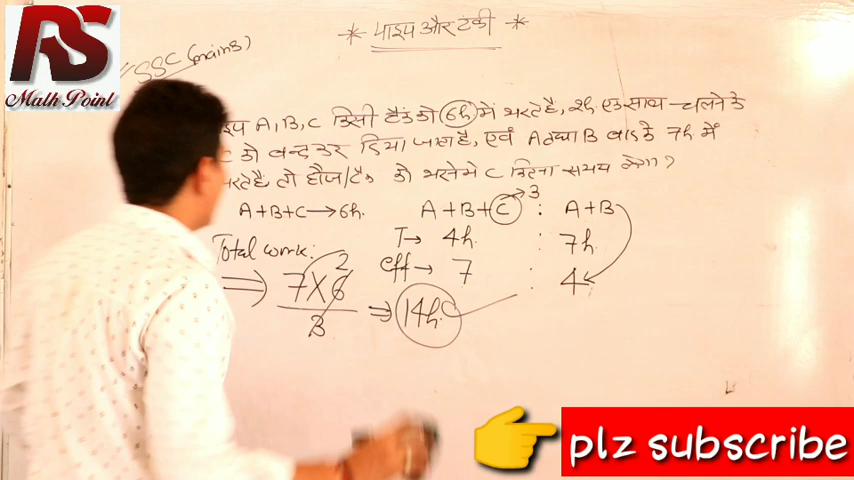 RS
Math Point
SSC (mains)
* पाइप और टंकी *
A, B, C किसी टैंक को 6h में भरते है, 2h एक साथ चलने के
C को बन्द कर दिया जाता है, एवं A तथा B बाद के 7h में
भरते है तो हौज/टैंक को भरने मे C कितना समय लेगा?
A+B+C → 6h. A+B+C : A+B
3
Total work: T → 4h. : 7h.
eff → 7 : 4
⇒ 7×6 ⇒ 14h.
2
3
plz subscribe